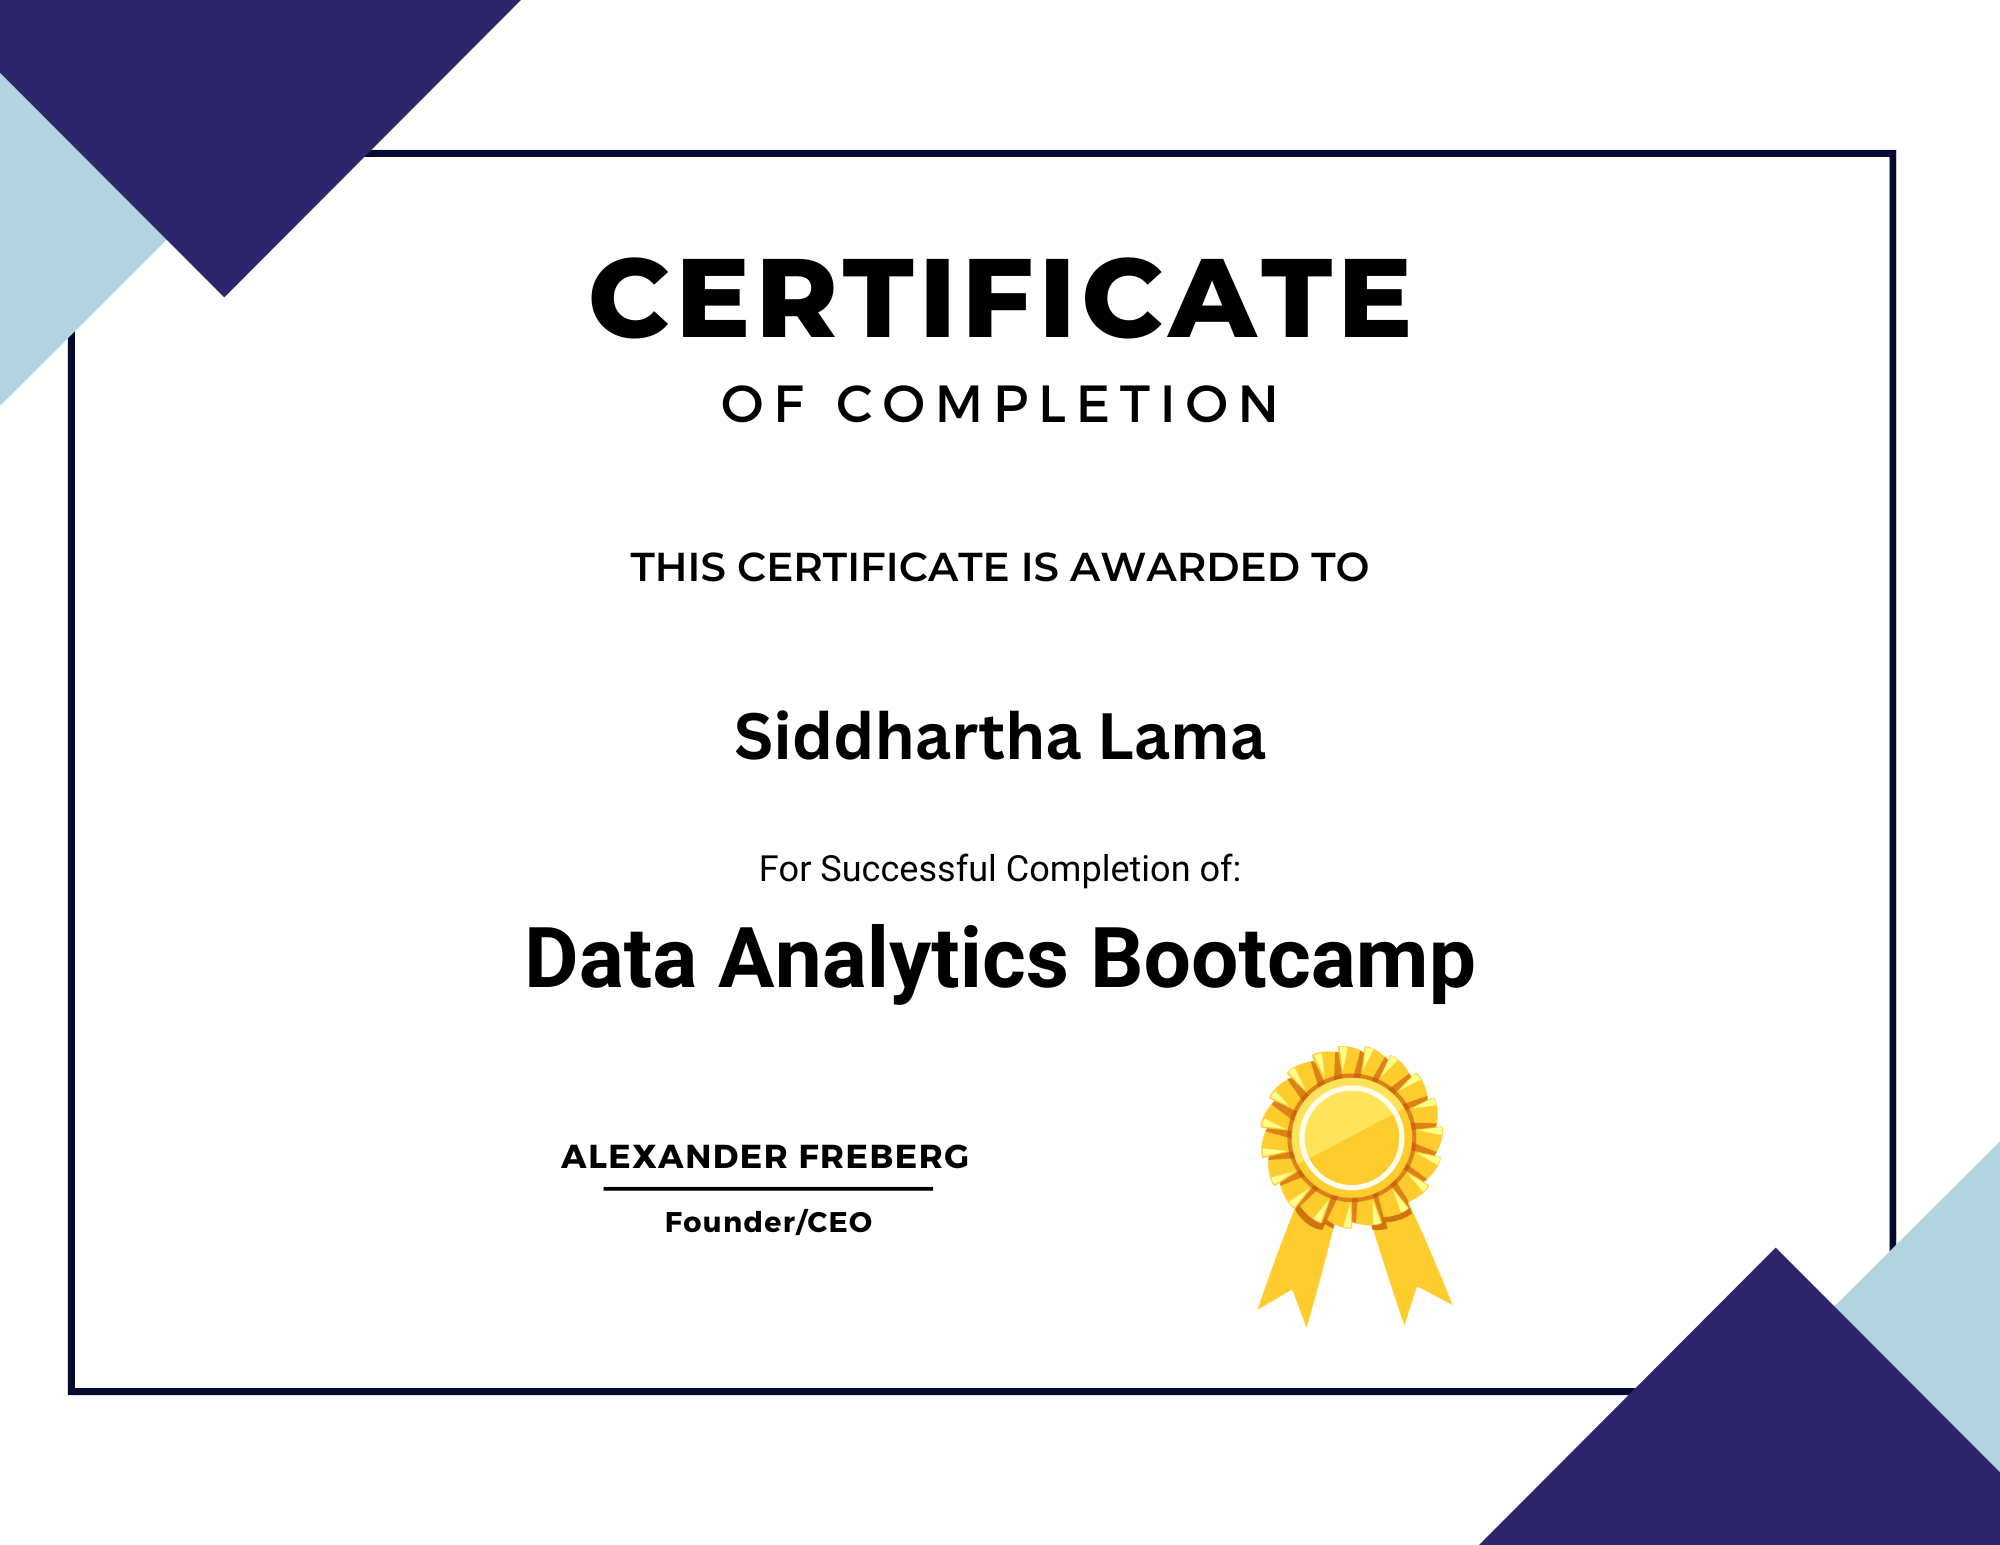 CERTIFICATE
OF COMPLETION
THIS CERTIFICATE IS AWARDED TO
Siddhartha Lama
For Successful Completion of:
Data Analytics Bootcamp
ALEXANDER FREBERG
Founder/CEO